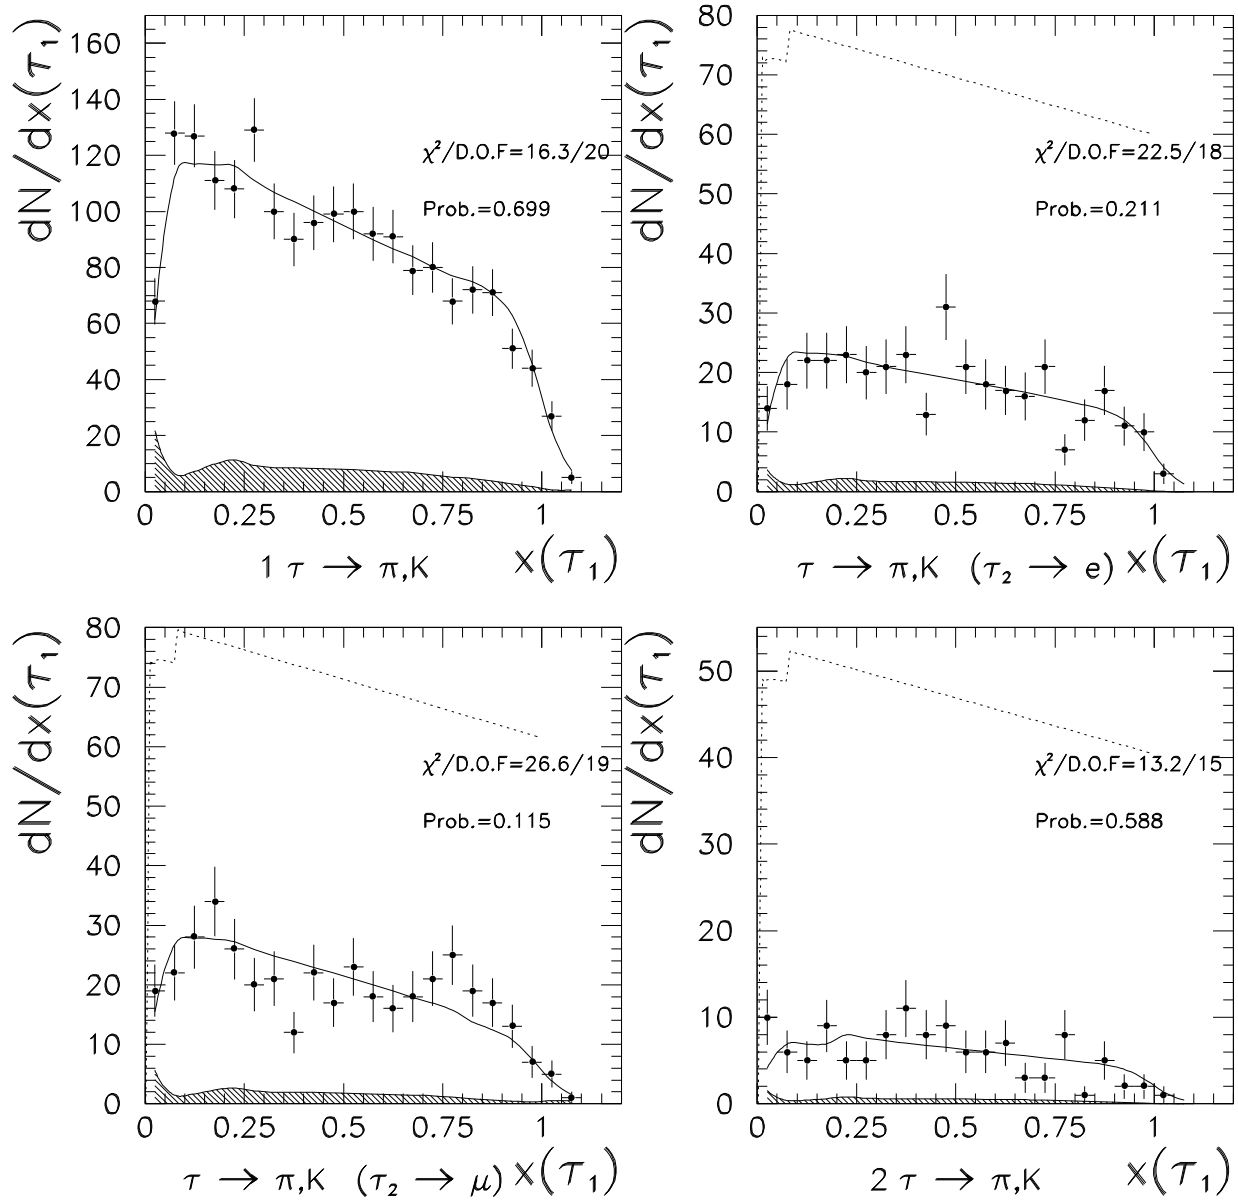 dN/dx(τ₁)
160
140
120
100
80
60
40
20
0
χ²/D.O.F=16.3/20
Prob.=0.699
0 0.25 0.5 0.75 1
1 τ → π,K x(τ₁)
dN/dx(τ₁)
80
70
60
50
40
30
20
10
0
χ²/D.O.F=22.5/18
Prob.=0.211
0 0.25 0.5 0.75 1
τ → π,K (τ₂ → e) x(τ₁)
dN/dx(τ₁)
80
70
60
50
40
30
20
10
0
χ²/D.O.F=26.6/19
Prob.=0.115
0 0.25 0.5 0.75 1
τ → π,K (τ₂ → μ) x(τ₁)
dN/dx(τ₁)
50
40
30
20
10
0
χ²/D.O.F=13.2/15
Prob.=0.588
0 0.25 0.5 0.75 1
2 τ → π,K x(τ₁)